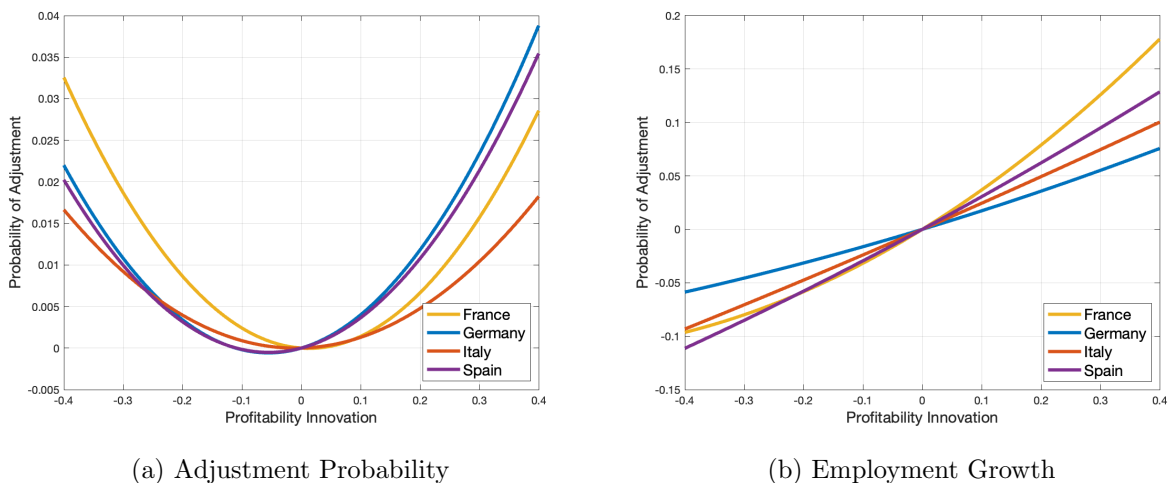 0.04
0.035
0.03
0.025
0.02
0.015
0.01
0.005
0
-0.005
Probability of Adjustment
-0.4 -0.3 -0.2 -0.1 0 0.1 0.2 0.3 0.4
Profitability Innovation
France
Germany
Italy
Spain
(a) Adjustment Probability
0.2
0.15
0.1
0.05
0
-0.05
-0.1
-0.15
Probability of Adjustment
-0.4 -0.3 -0.2 -0.1 0 0.1 0.2 0.3 0.4
Profitability Innovation
France
Germany
Italy
Spain
(b) Employment Growth